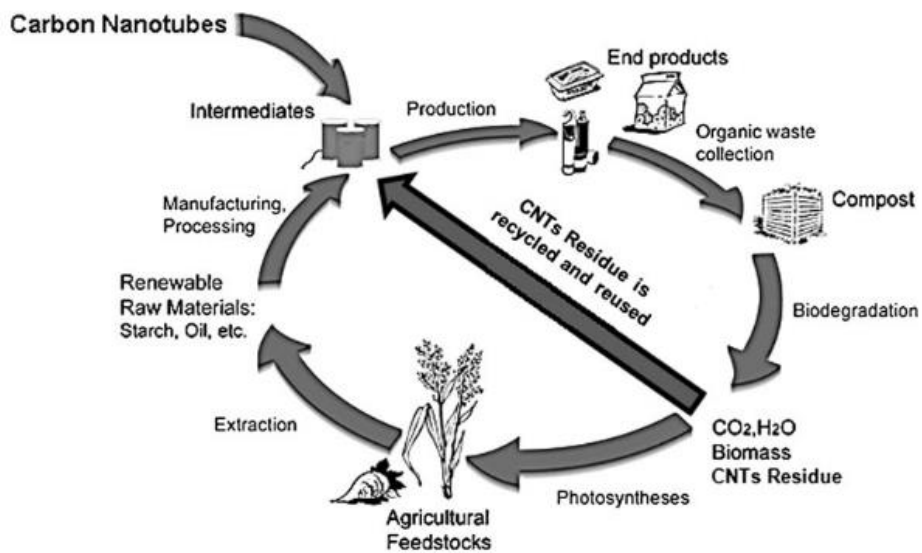 Carbon Nanotubes
Intermediates
Production
End products
Organic waste
collection
Compost
Biodegradation
CO₂,H₂O
Biomass
CNTs Residue
CNTs Residue is
recycled and reused
Photosyntheses
Agricultural
Feedstocks
Extraction
Renewable
Raw Materials:
Starch, Oil, etc.
Manufacturing,
Processing